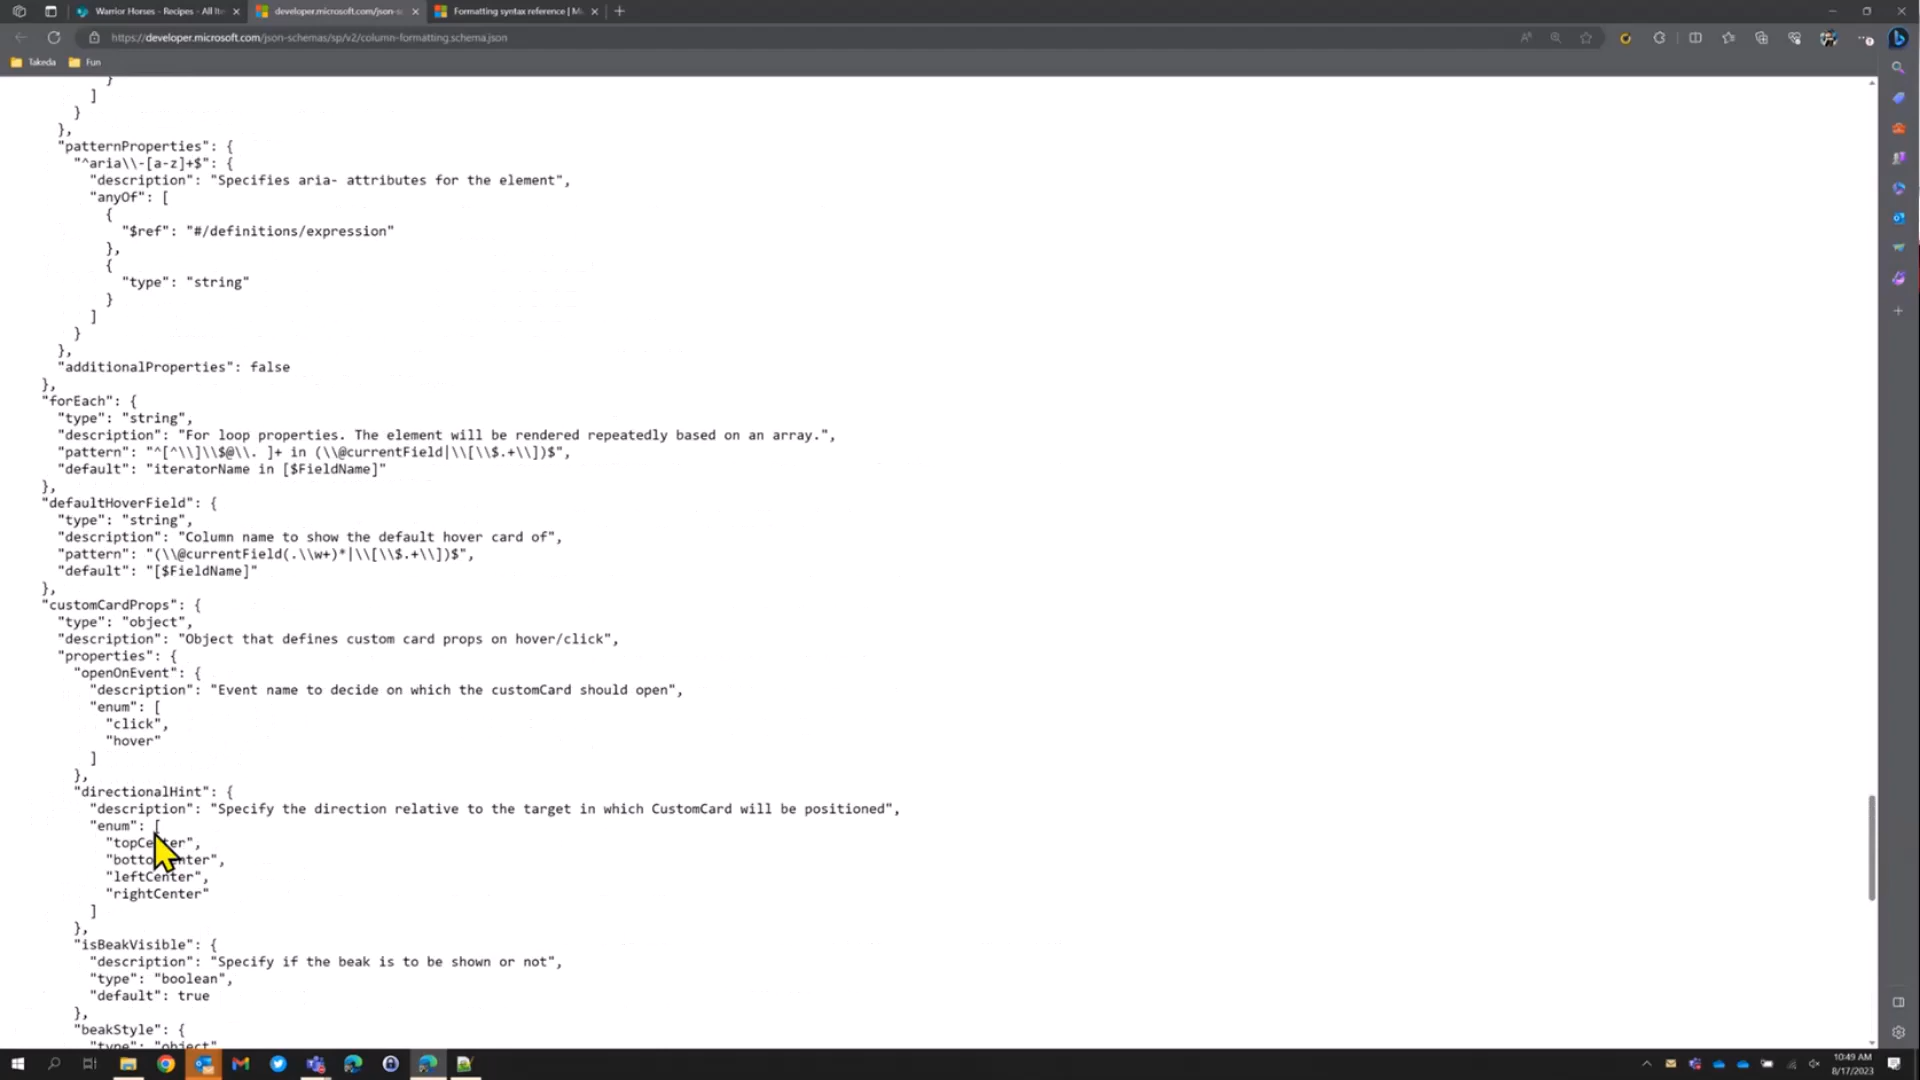 Warrior Horses - Recipes - All Ite
developer.microsoft.com/json-s
Formatting syntax reference | Mi
https://developer.microsoft.com/json-schemas/sp/v2/column-formatting.schema.json
Takeda
Fun
}
]
}
},
"patternProperties": {
"^aria\\-[a-z]+$": {
"description": "Specifies aria- attributes for the element",
"anyOf": [
{
"$ref": "#/definitions/expression"
},
{
"type": "string"
}
]
}
},
"additionalProperties": false
},
"forEach": {
"type": "string",
"description": "For loop properties. The element will be rendered repeatedly based on an array.",
"pattern": "^[^\\]\\$@\\. ]+ in (\\@currentField|\\[\\$.+\\])$",
"default": "iteratorName in [$FieldName]"
},
"defaultHoverField": {
"type": "string",
"description": "Column name to show the default hover card of",
"pattern": "(\\@currentField(.\\w+)*|\\[\\$.+\\])$",
"default": "[$FieldName]"
},
"customCardProps": {
"type": "object",
"description": "Object that defines custom card props on hover/click",
"properties": {
"openOnEvent": {
"description": "Event name to decide on which the customCard should open",
"enum": [
"click",
"hover"
]
},
"directionalHint": {
"description": "Specify the direction relative to the target in which CustomCard will be positioned",
"enum": [
"topCenter",
"bottomCenter",
"leftCenter",
"rightCenter"
]
},
"isBeakVisible": {
"description": "Specify if the beak is to be shown or not",
"type": "boolean",
"default": true
},
"beakStyle": {
"type": "object"
10:49 AM
8/17/2023